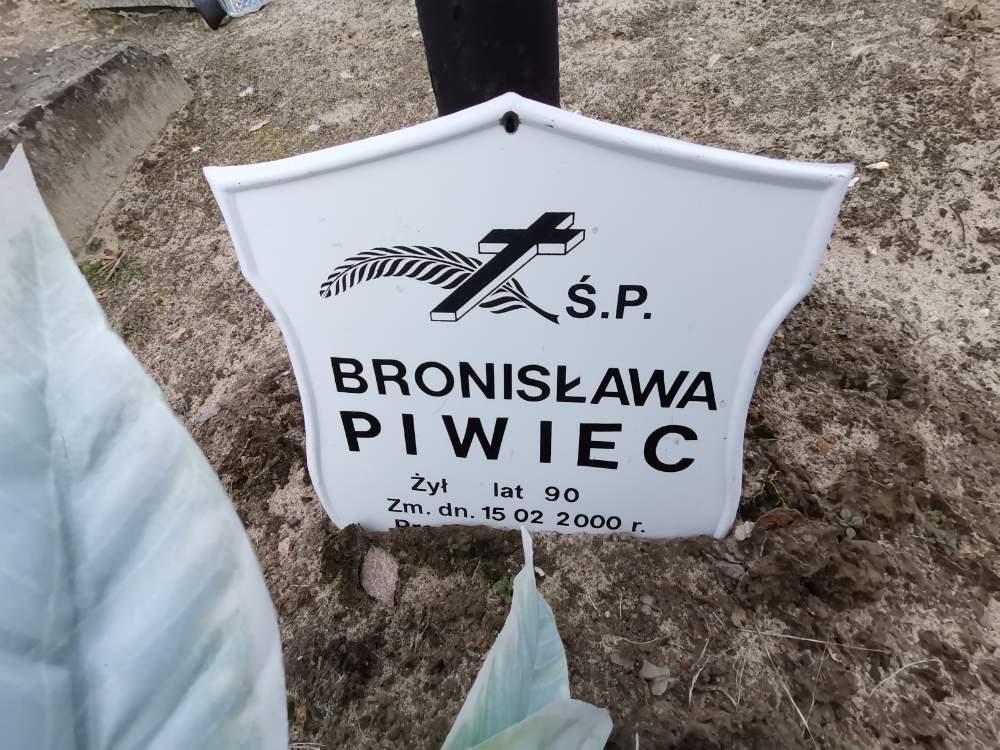 Ś.P.
BRONISŁAWA
PIWIEC
Żył lat 90
Zm. dn. 15 02 2000 r.